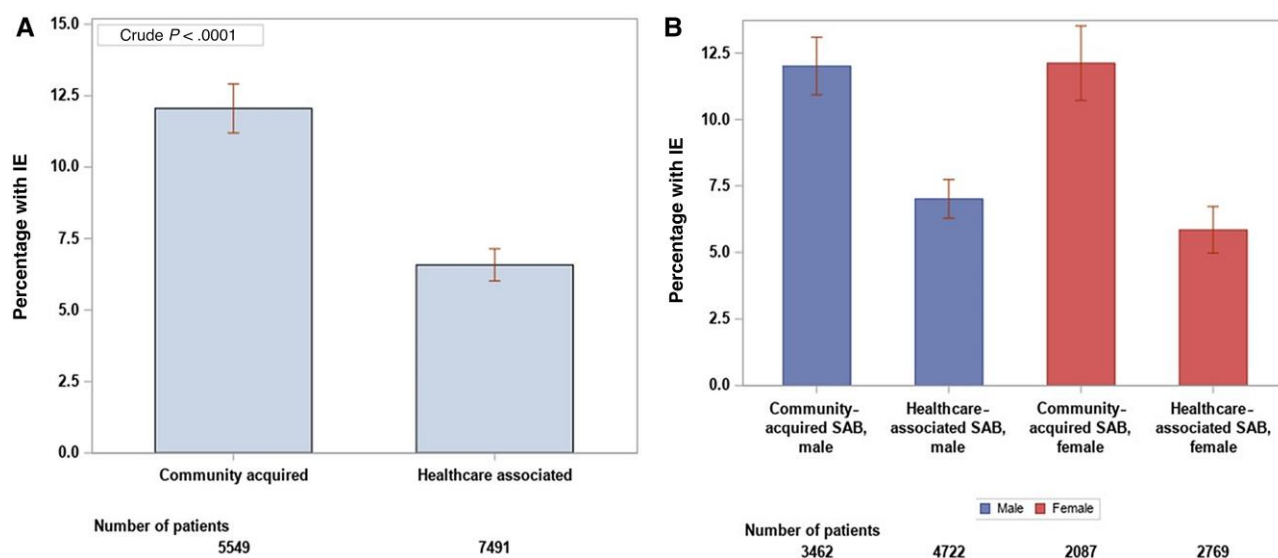 A
Crude P < .0001
Percentage with IE
15.0
12.5
10.0
7.5
5.0
2.5
0.0
Community acquired
Healthcare associated
Number of patients
5549
7491
B
Percentage with IE
12.5
10.0
7.5
5.0
2.5
0.0
Community-
acquired SAB,
male
Healthcare-
associated SAB,
male
Community-
acquired SAB,
female
Healthcare-
associated SAB,
female
Male
Female
Number of patients
3462
4722
2087
2769